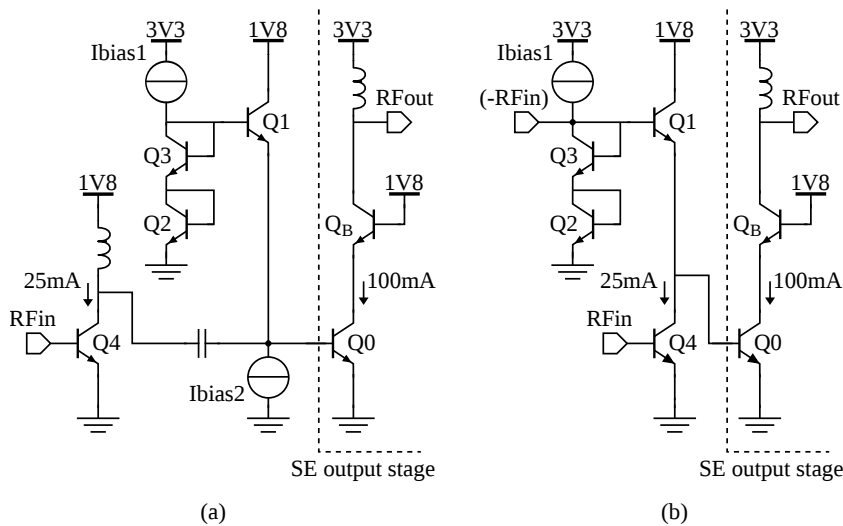 3V3 1V8 3V3
Ibias1
RFout
Q1
Q3
1V8
1V8
Q2
QB
25mA
100mA
RFin
Q4
Q0
Ibias2
SE output stage
(a)
3V3 1V8 3V3
Ibias1
(-RFin)
RFout
Q1
Q3
1V8
Q2
QB
25mA
100mA
RFin
Q4
Q0
SE output stage
(b)